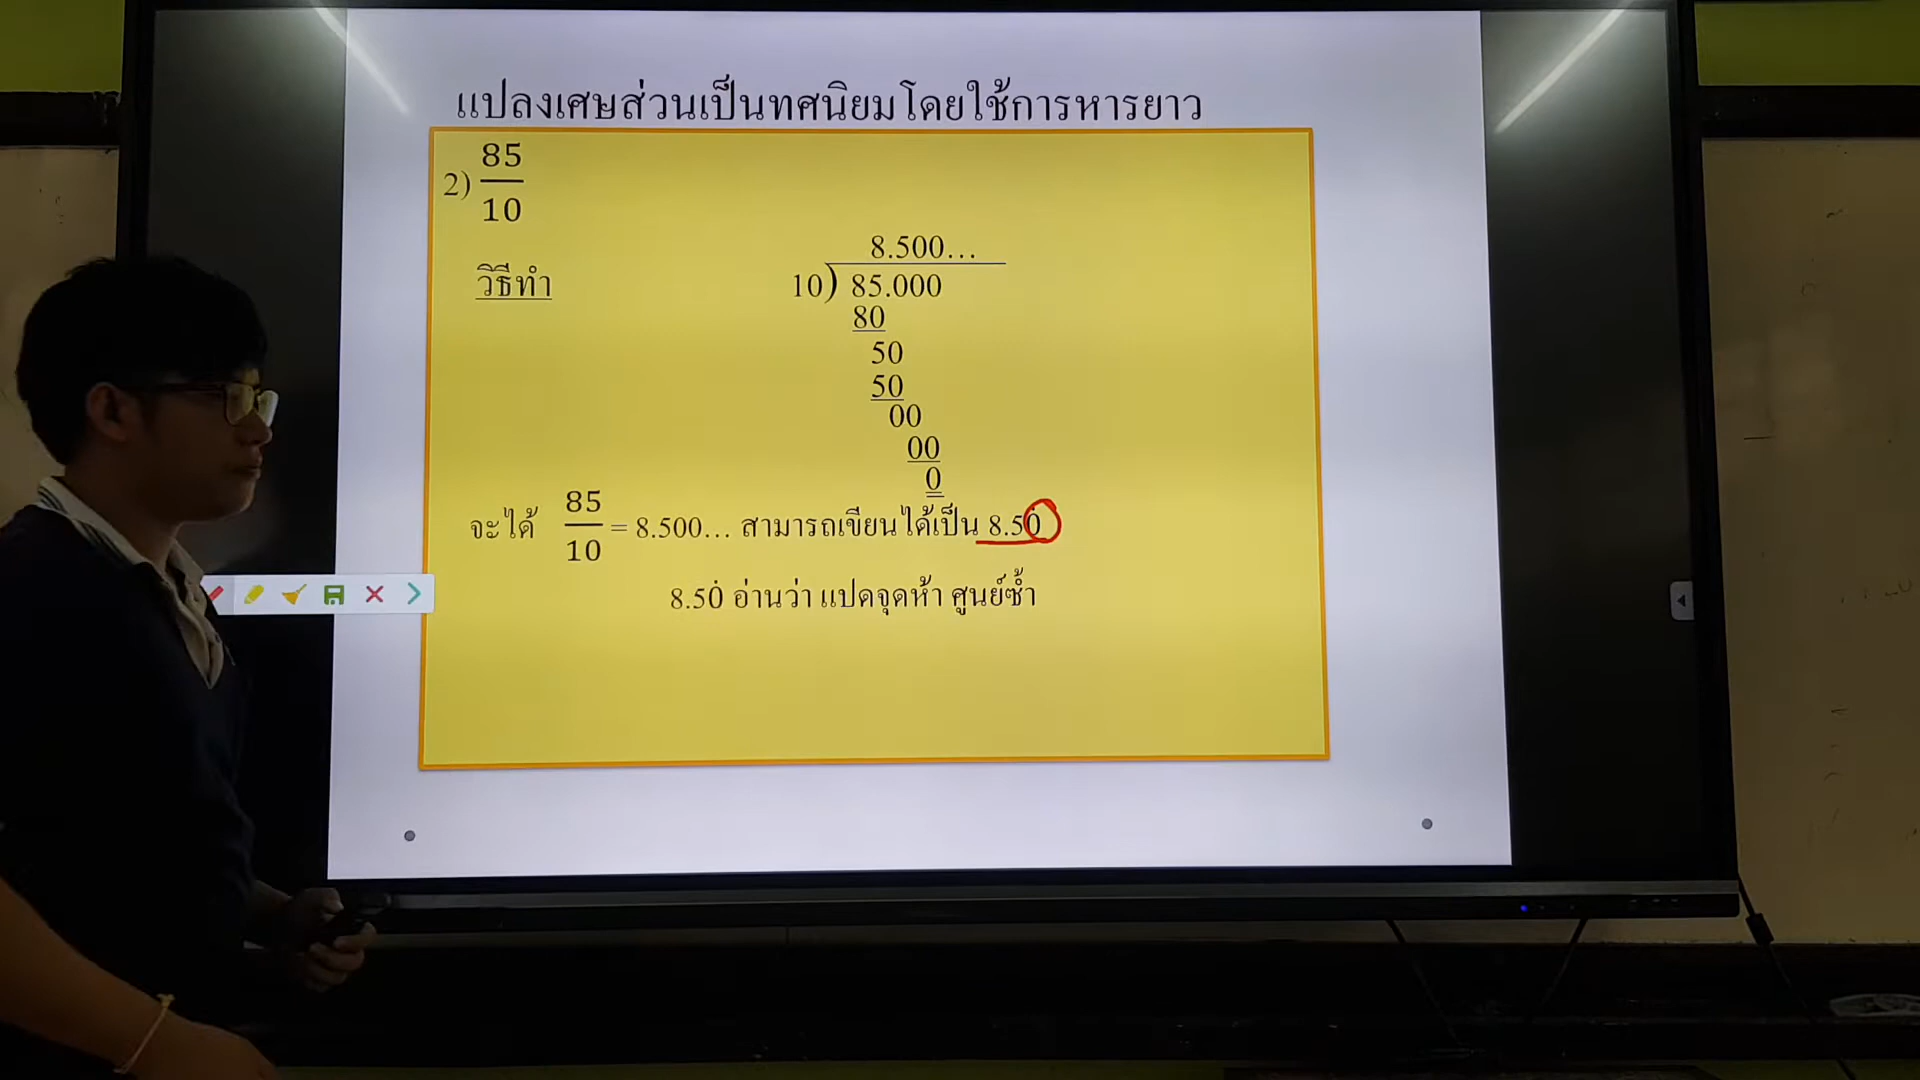 แปลงเศษส่วนเป็นทศนิยมโดยใช้การหารยาว
2) 85/10
วิธีทำ
8.500...
10) 85.000
80
50
50
00
00
0
จะได้ 85/10 = 8.500... สามารถเขียนได้เป็น 8.50̇
8.50̇ อ่านว่า แปดจุดห้า ศูนย์ซ้ำ